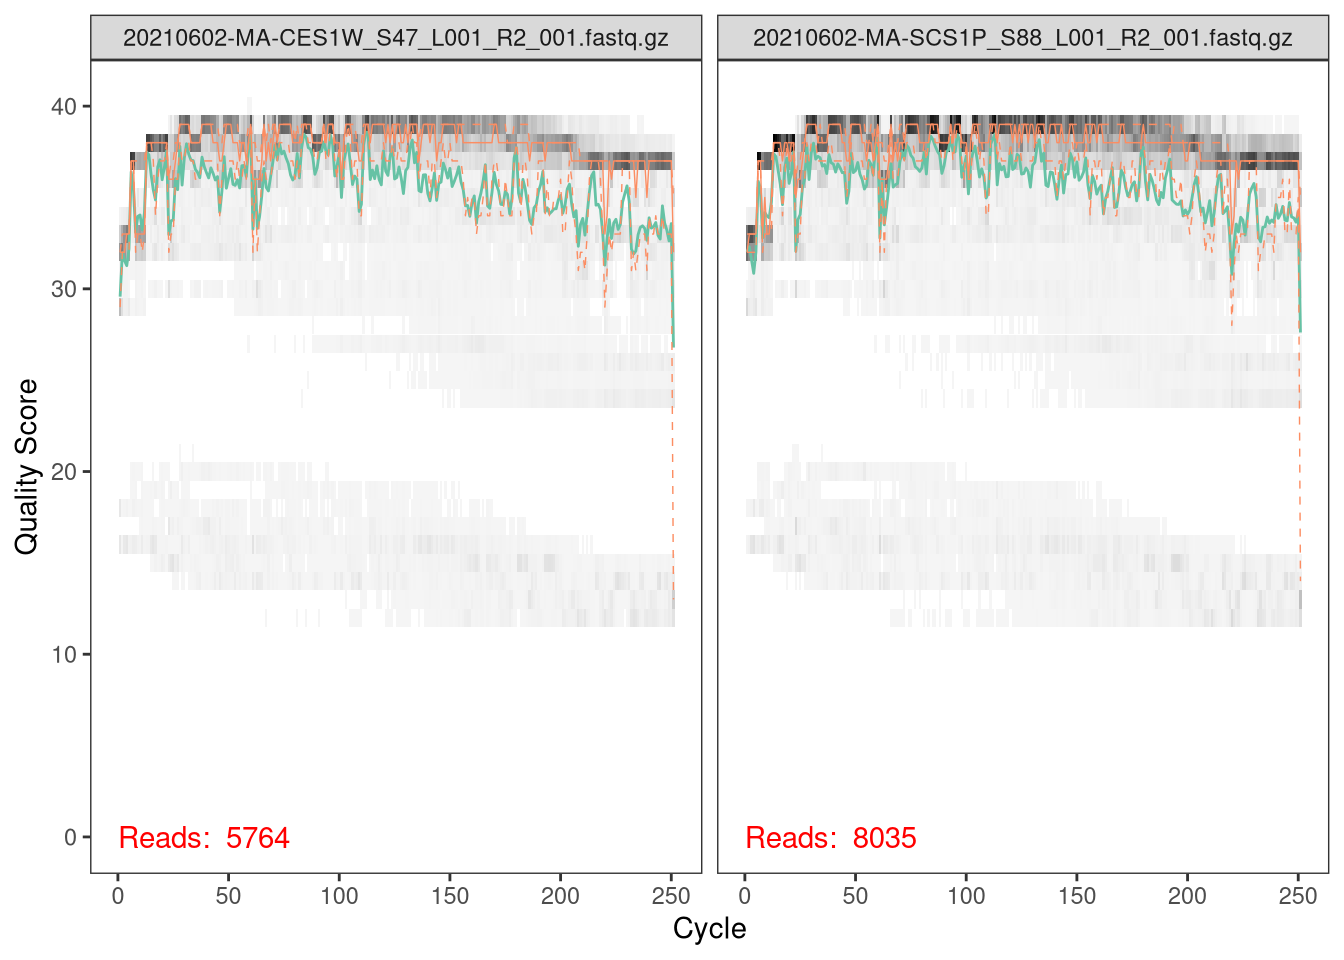 20210602-MA-CES1W_S47_L001_R2_001.fastq.gz
20210602-MA-SCS1P_S88_L001_R2_001.fastq.gz
Quality Score
40
30
20
10
0
Reads: 5764
Reads: 8035
0 50 100 150 200 250
0 50 100 150 200 250
Cycle